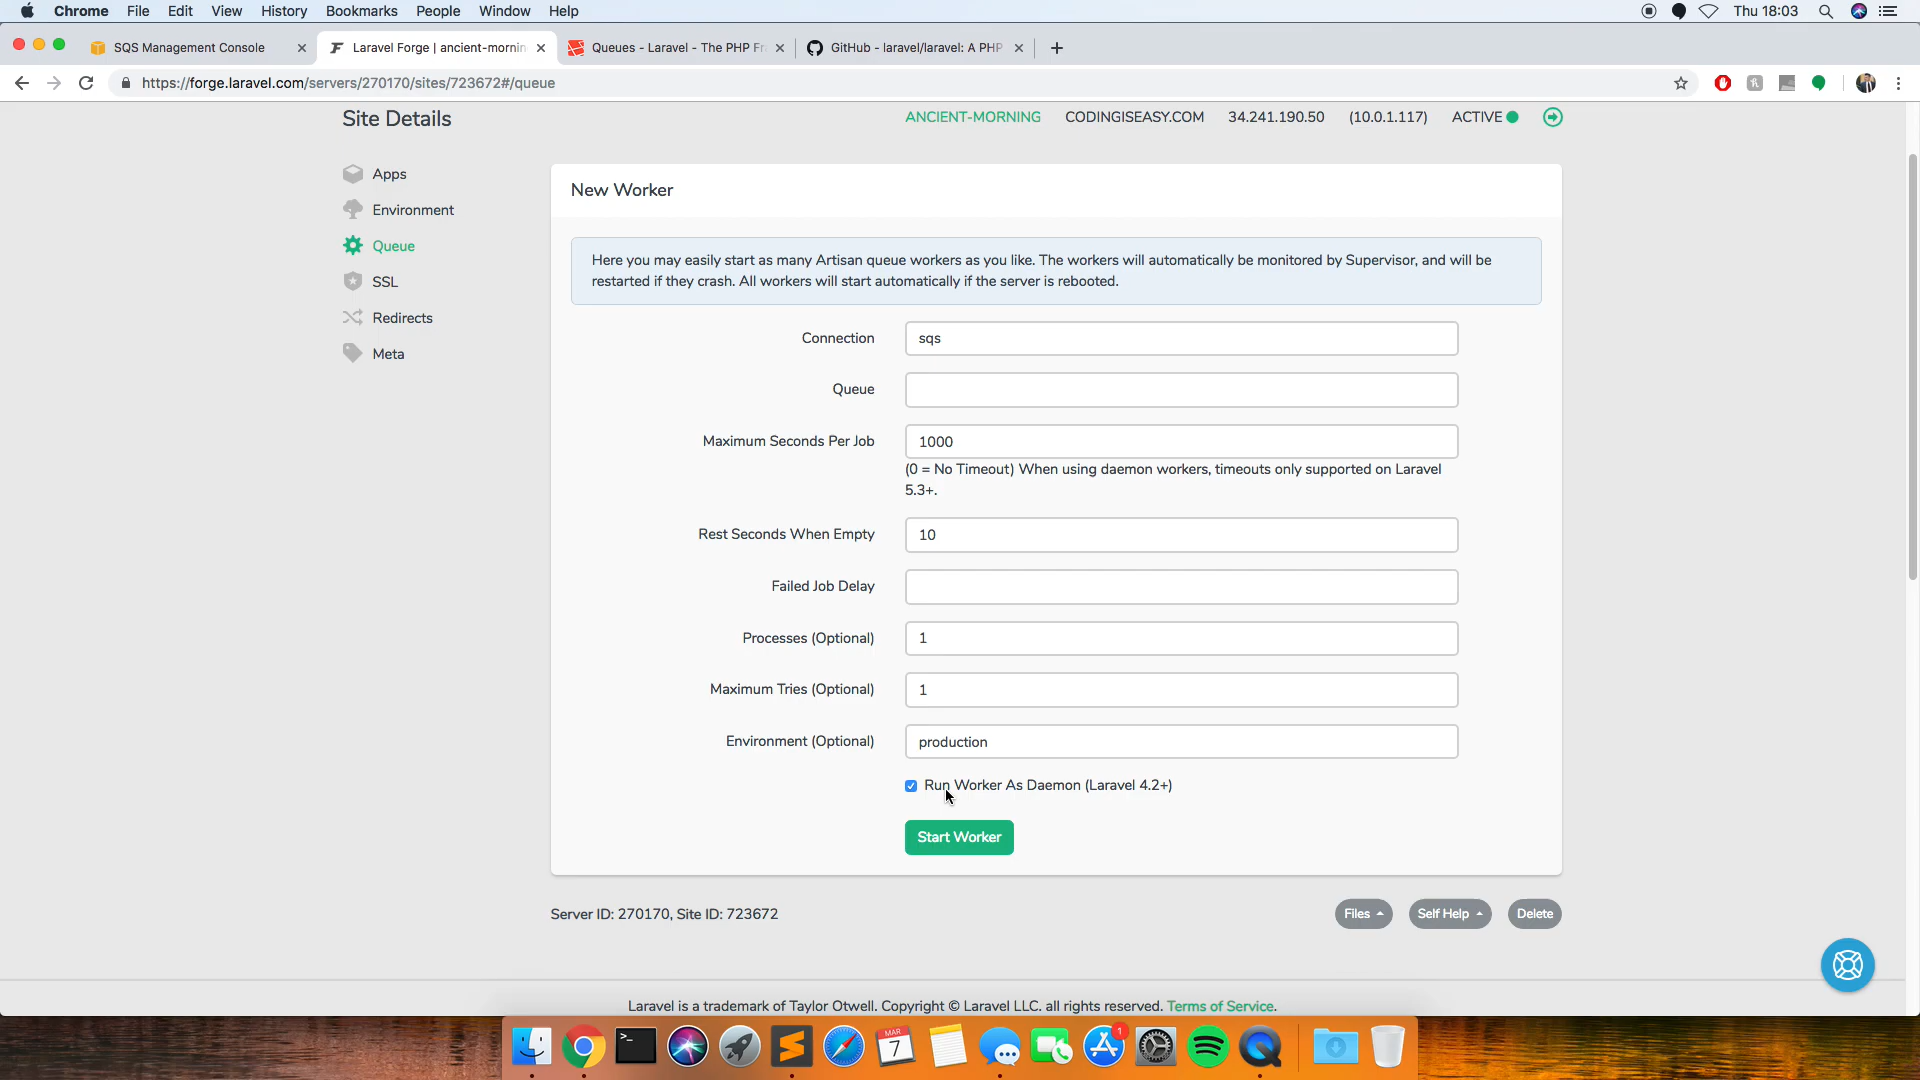 Chrome File Edit View History Bookmarks People Window Help Thu 18:03
SQS Management Console
Laravel Forge | ancient-mornin
Queues - Laravel - The PHP Fr
GitHub - laravel/laravel: A PHP
https://forge.laravel.com/servers/270170/sites/723672#/queue
Site Details
ANCIENT-MORNING CODINGISEASY.COM 34.241.190.50 (10.0.1.117) ACTIVE
Apps
Environment
Queue
SSL
Redirects
Meta
New Worker
Here you may easily start as many Artisan queue workers as you like. The workers will automatically be monitored by Supervisor, and will be
restarted if they crash. All workers will start automatically if the server is rebooted.
Connection sqs
Queue
Maximum Seconds Per Job 1000
(0 = No Timeout) When using daemon workers, timeouts only supported on Laravel
5.3+.
Rest Seconds When Empty 10
Failed Job Delay
Processes (Optional) 1
Maximum Tries (Optional) 1
Environment (Optional) production
Run Worker As Daemon (Laravel 4.2+)
Start Worker
Server ID: 270170, Site ID: 723672
Files Self Help Delete
Laravel is a trademark of Taylor Otwell. Copyright © Laravel LLC. all rights reserved. Terms of Service.
MAR
7
1